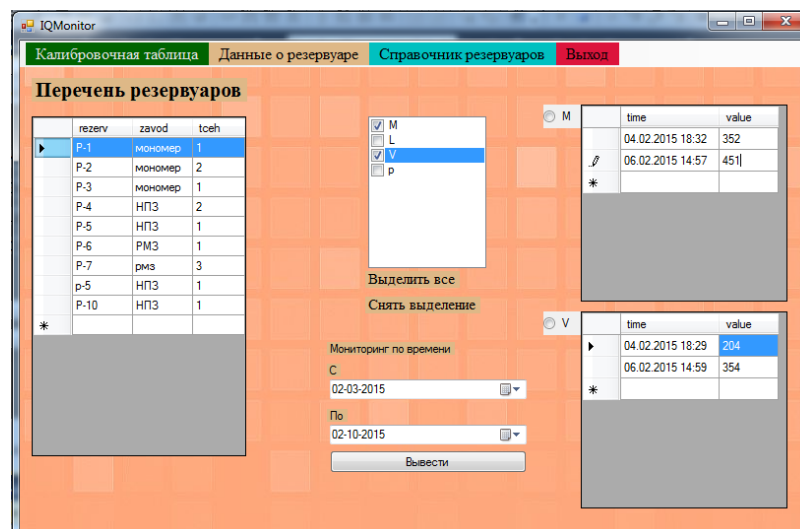 IQMonitor
Калибровочная таблица Данные о резервуаре Справочник резервуаров Выход
Перечень резервуаров
rezerv zavod tceh
P-1 мономер 1
P-2 мономер 2
P-3 мономер 1
P-4 НПЗ 2
P-5 НПЗ 1
P-6 РМЗ 1
P-7 рмз 3
p-5 НПЗ 1
P-10 НПЗ 1
M
L
V
p
Выделить все
Снять выделение
Мониторинг по времени
С
02-03-2015
По
02-10-2015
Вывести
M
time value
04.02.2015 18:32 352
06.02.2015 14:57 451
V
time value
04.02.2015 18:29 204
06.02.2015 14:59 354